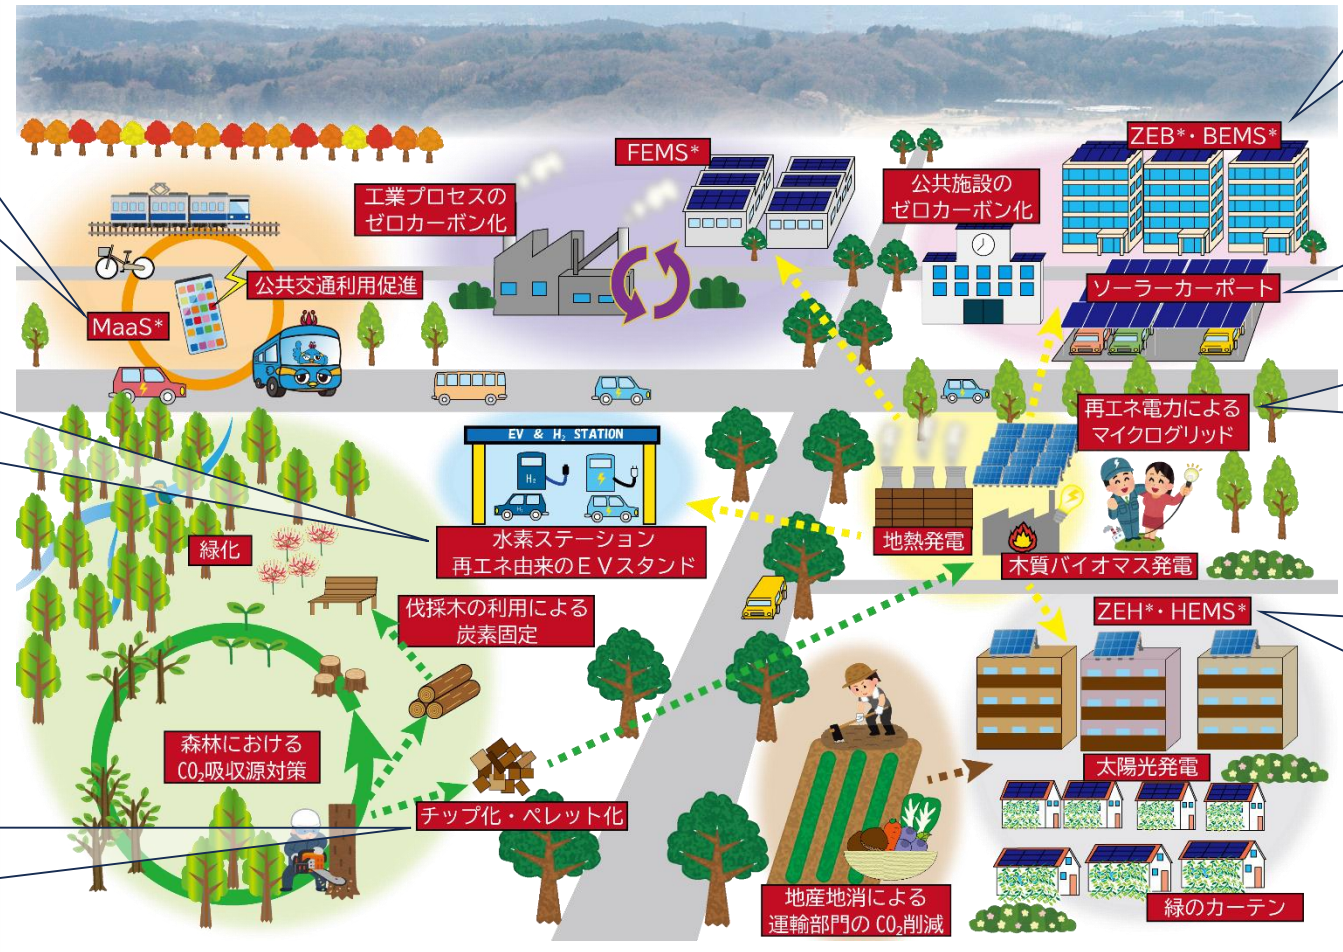 ZEB*・BEMS*
FEMS*
工業プロセスの
ゼロカーボン化
公共施設の
ゼロカーボン化
公共交通利用促進
MaaS*
ソーラーカーポート
再エネ電力による
マイクログリッド
EV & H₂ STATION
H₂
水素ステーション
再エネ由来のEVスタンド
地熱発電
木質バイオマス発電
緑化
伐採木の利用による
炭素固定
ZEH*・HEMS*
森林における
CO₂吸収源対策
太陽光発電
チップ化・ペレット化
地産地消による
運輸部門の CO₂削減
緑のカーテン